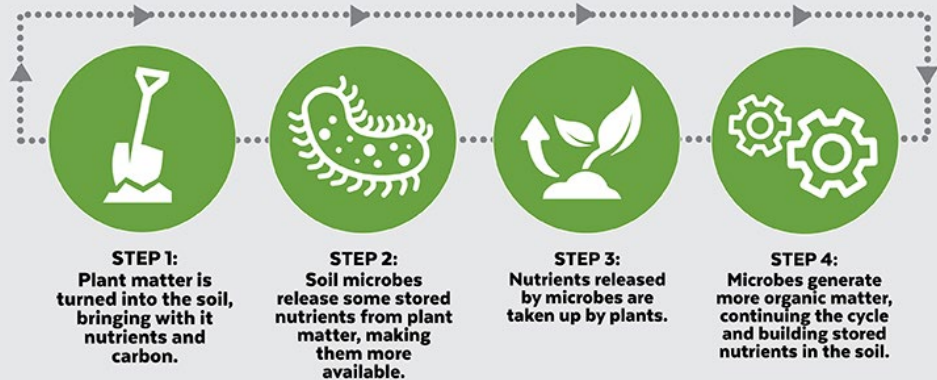 STEP 1:
Plant matter is
turned into the soil,
bringing with it
nutrients and
carbon.
STEP 2:
Soil microbes
release some stored
nutrients from plant
matter, making
them more
available.
STEP 3:
Nutrients released
by microbes are
taken up by plants.
STEP 4:
Microbes generate
more organic matter,
continuing the cycle
and building stored
nutrients in the soil.